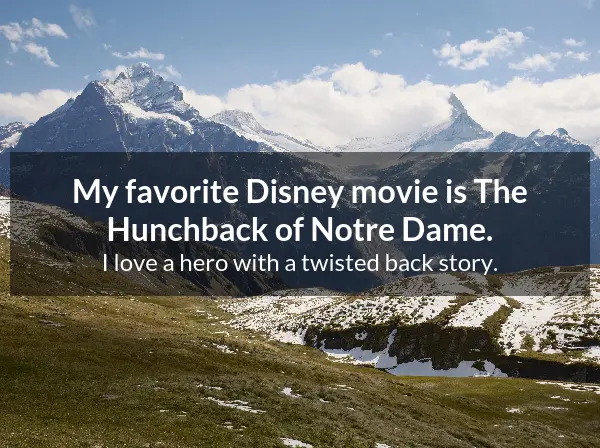 My favorite Disney movie is The
Hunchback of Notre Dame.
I love a hero with a twisted back story.